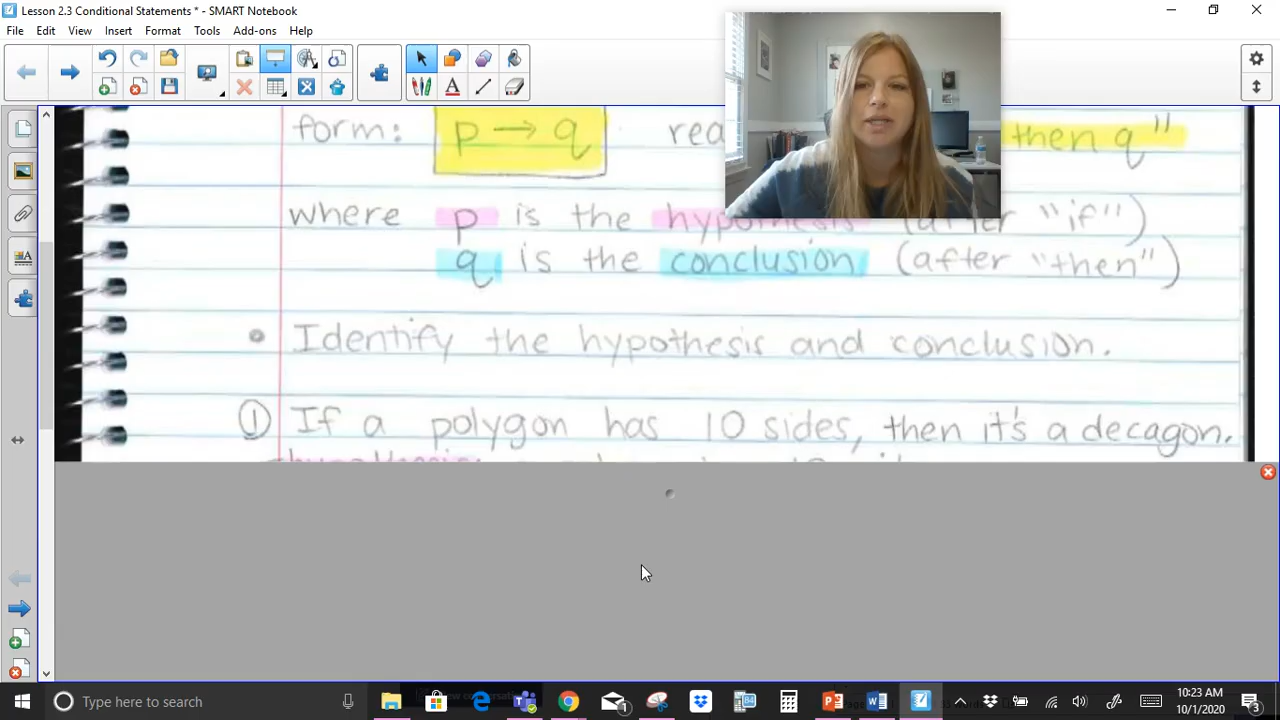 Lesson 2.3 Conditional Statements * - SMART Notebook
File Edit View Insert Format Tools Add-ons Help
form: p → q rea then q"
where p is the hypothesis (after "if")
q is the conclusion (after "then")
• Identify the hypothesis and conclusion.
① If a polygon has 10 sides, then it's a decagon.
Type here to search
10:23 AM
10/1/2020